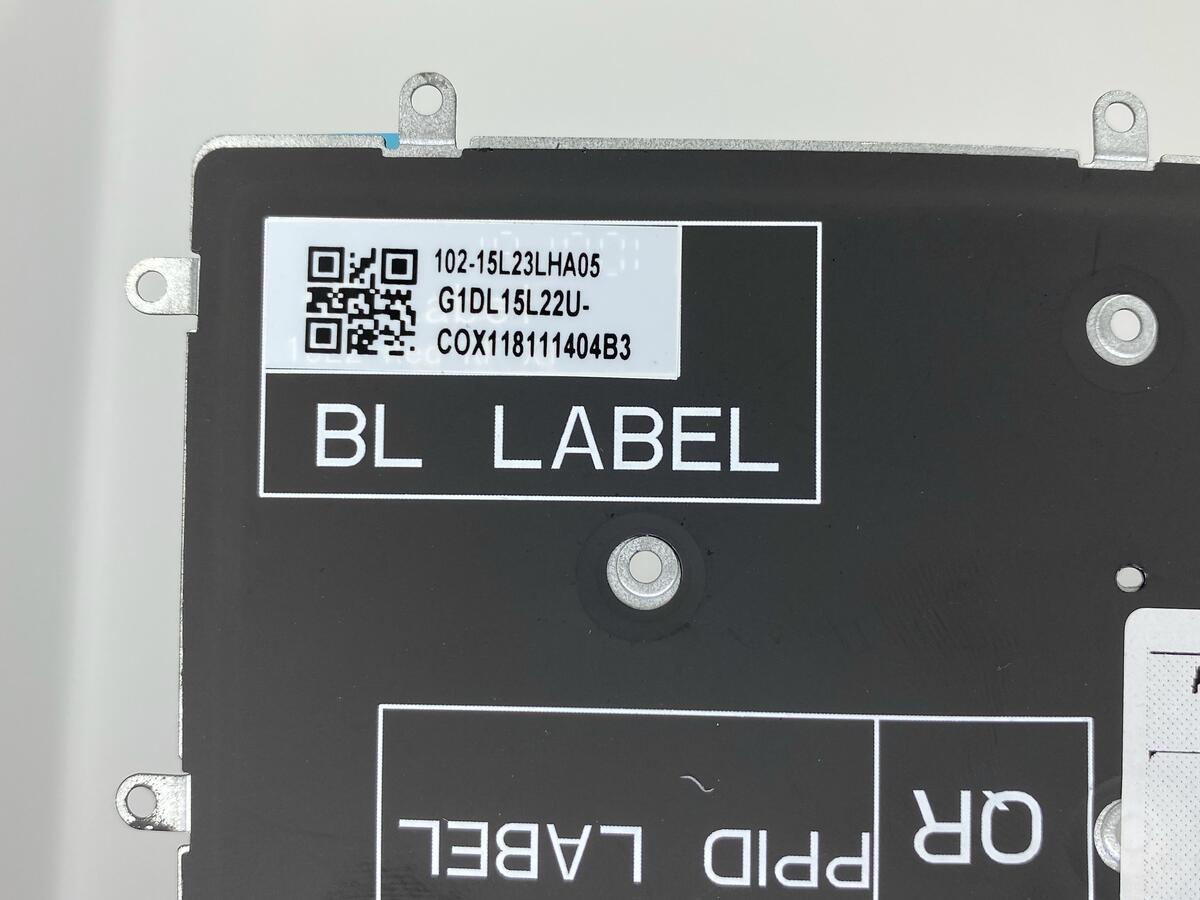 102-15L23LHA05
G1DL15L22U-
COX118111404B3
BL LABEL
QR
PPID LABEL